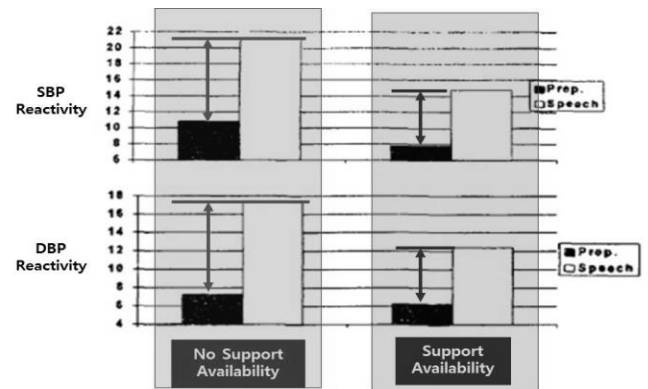 22
20
18
16
14
12
10
8
6
SBP
Reactivity
Prep.
Speach
18
16
14
12
10
8
6
4
DBP
Reactivity
Prep.
Speech
No Support
Availability
Support
Availability